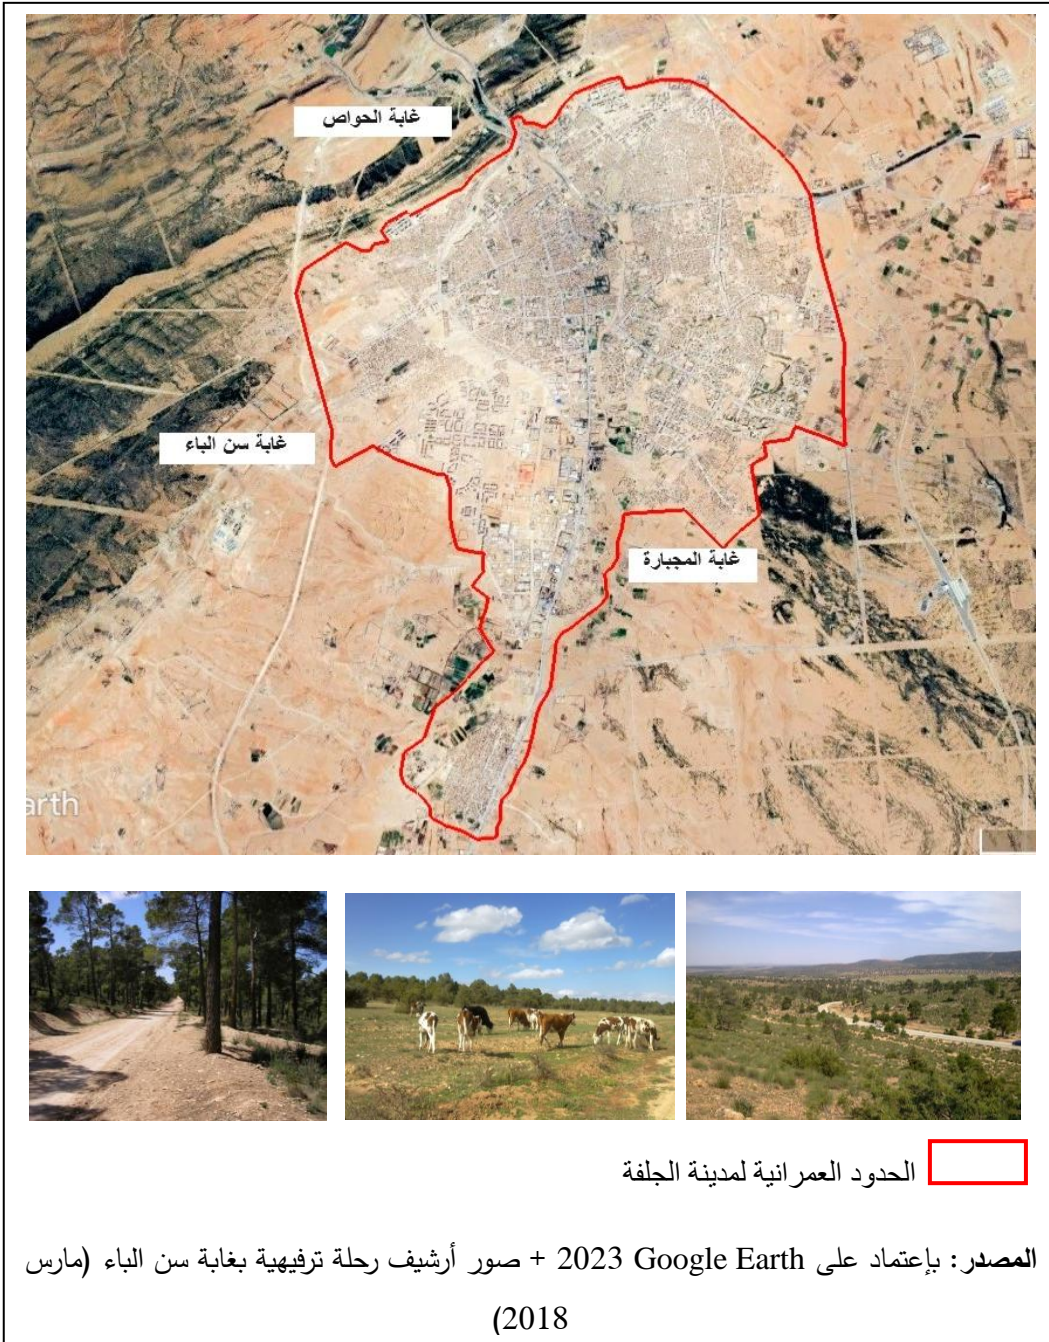 غابة الحواص
غابة سن الباء
غابة المجبارة
arth
الحدود العمرانية لمدينة الجلفة
المصدر: بإعتماد على Google Earth 2023 + صور أرشيف رحلة ترفيهية بغابة سن الباء (مارس
2018)